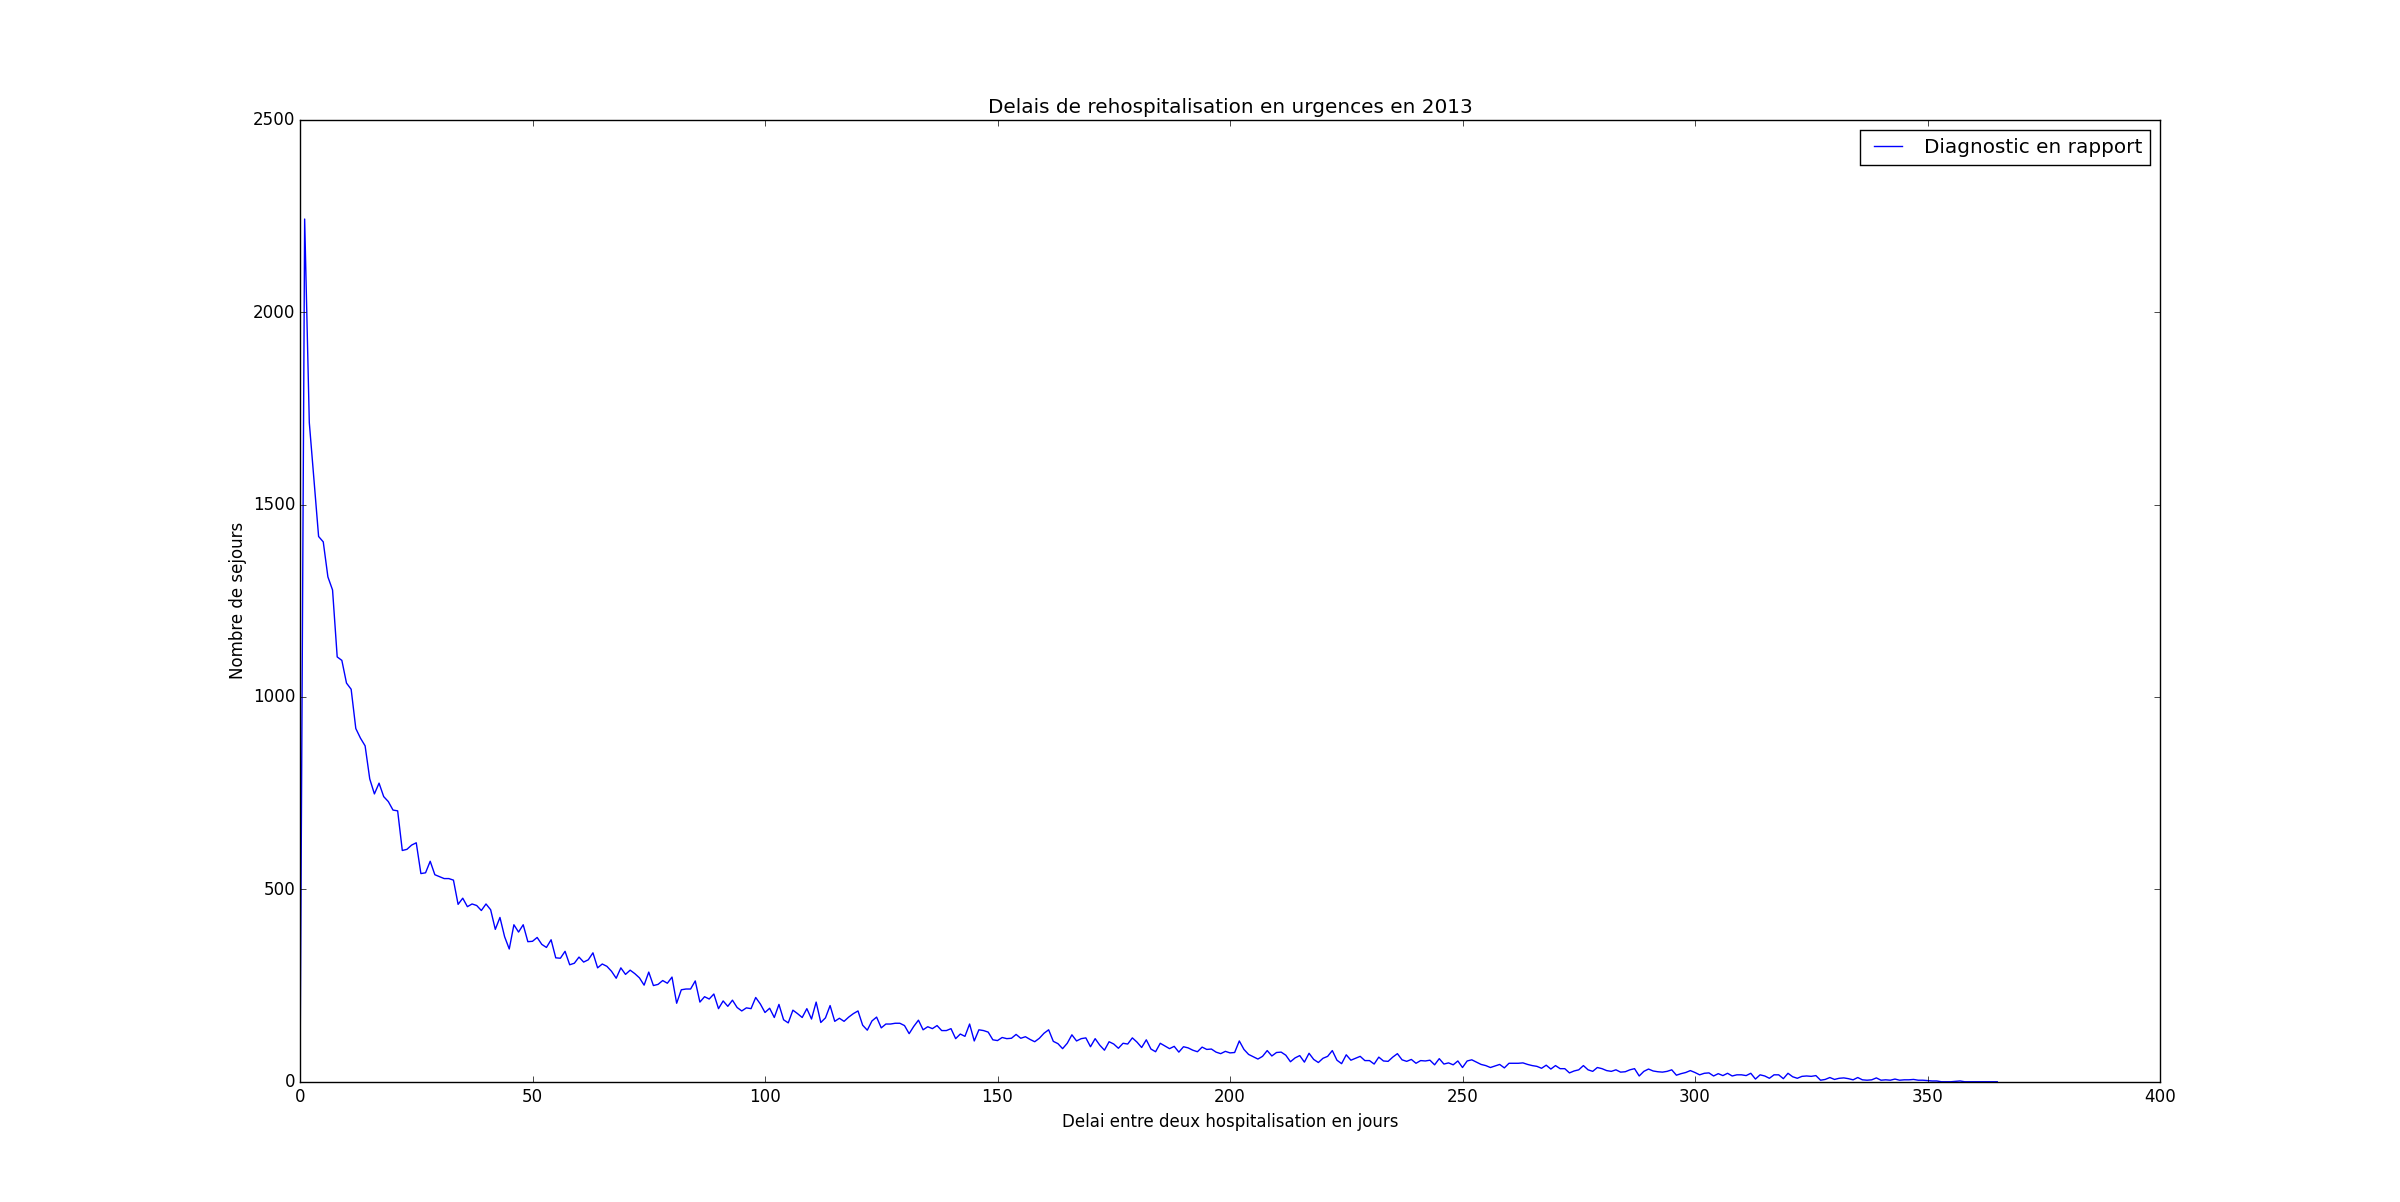 Delais de rehospitalisation en urgences en 2013
2500
Diagnostic en rapport
2000
1500
Nombre de sejours
1000
500
0
0 50 100 150 200 250 300 350 400
Delai entre deux hospitalisation en jours